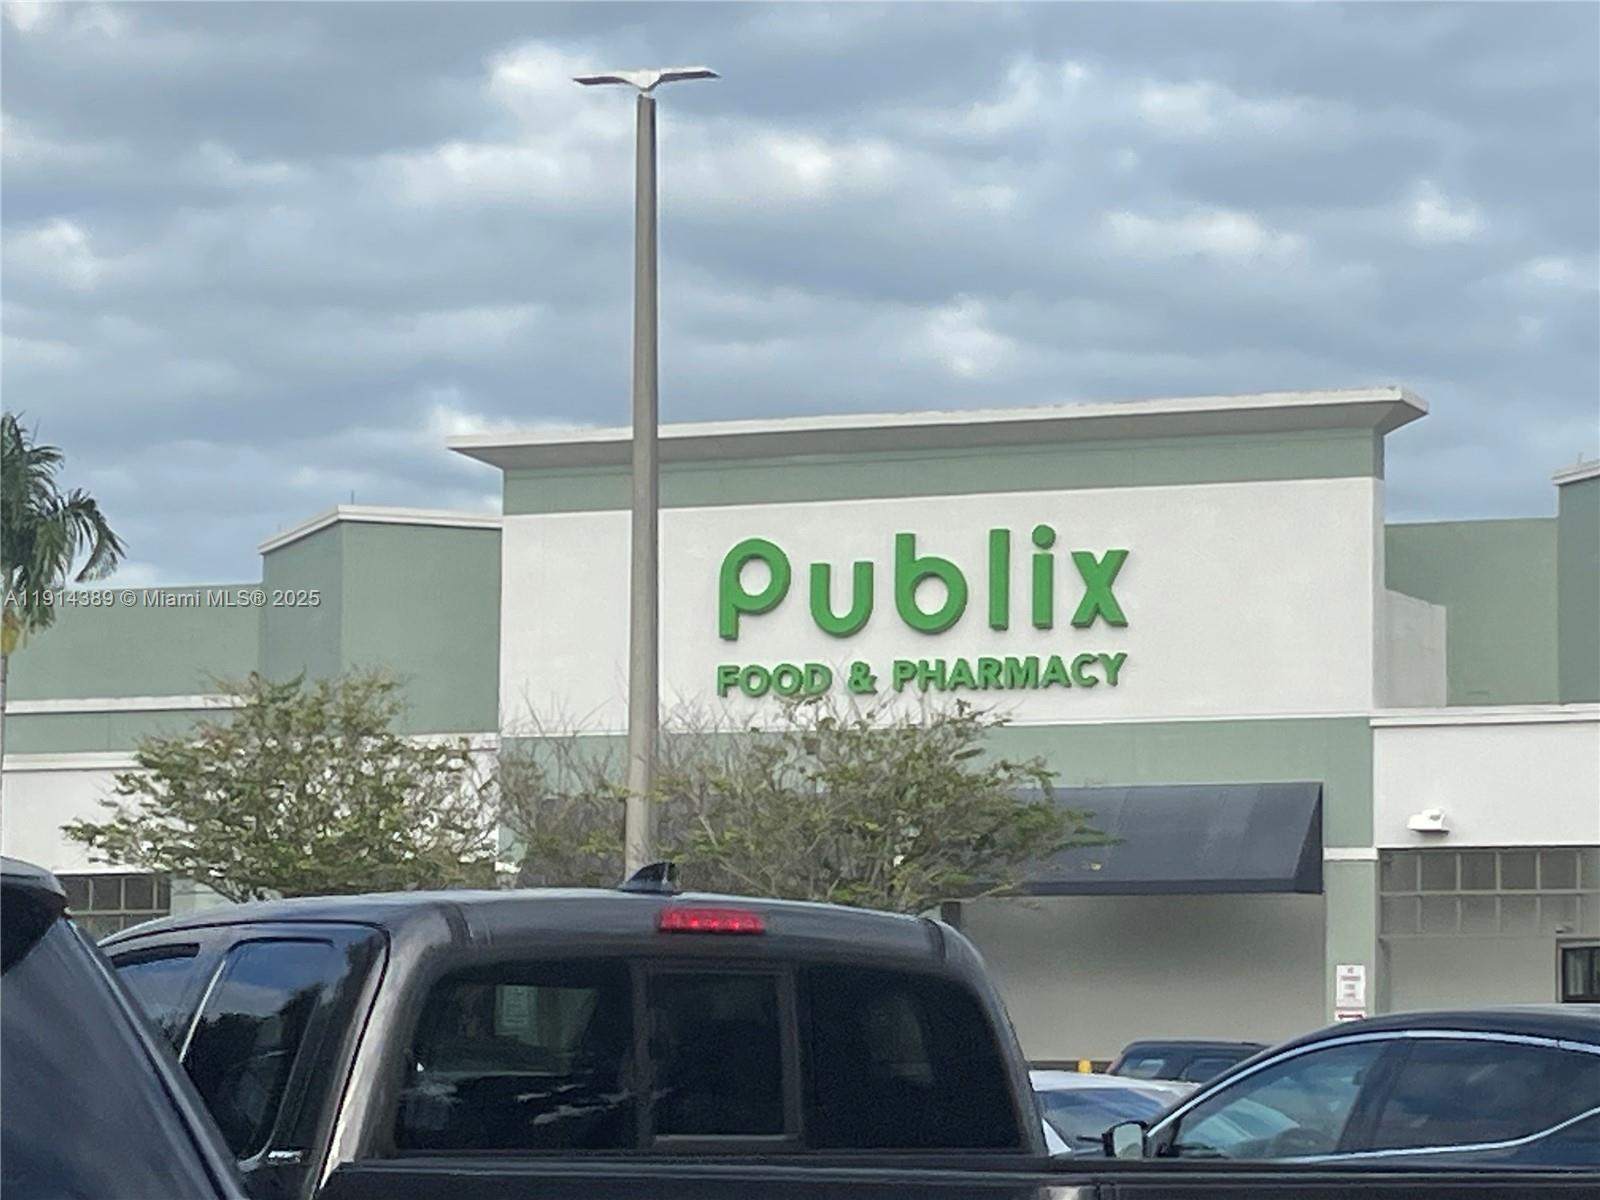 A11914389 © Miami MLS® 2025
Publix
FOOD & PHARMACY